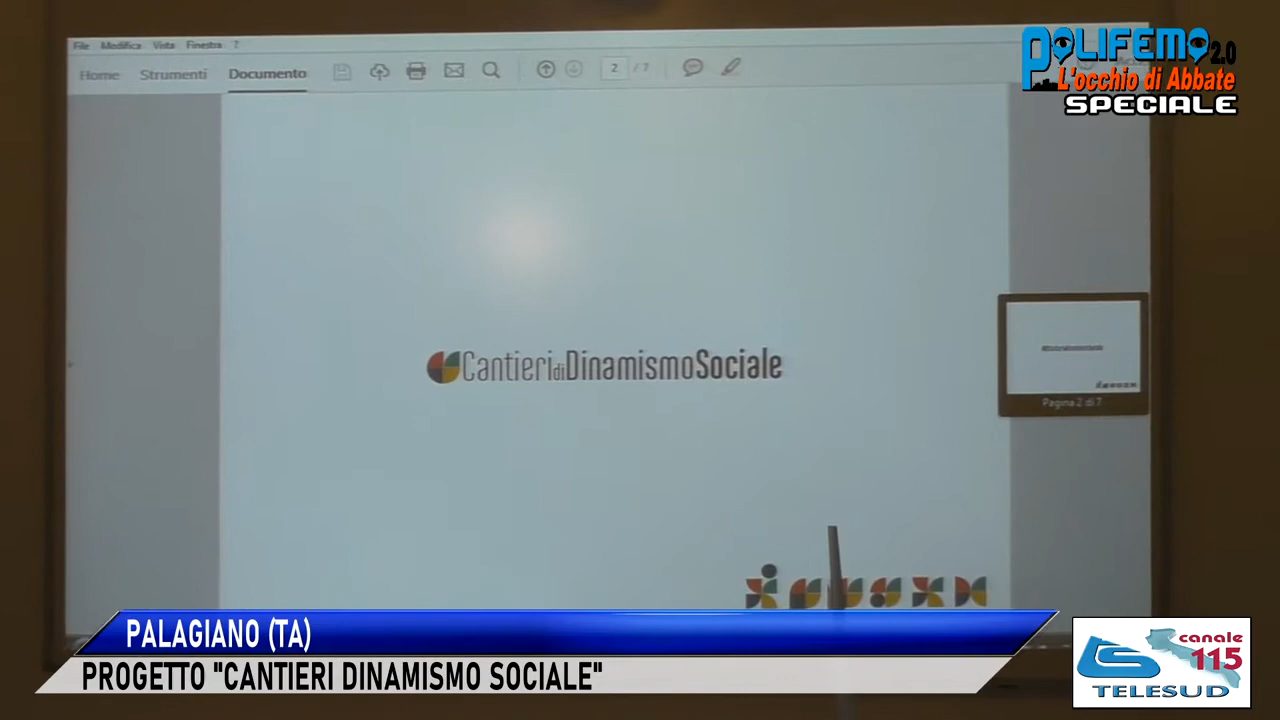 File Modifica Vista Finestra ?
Home Strumenti Documento 2 / 7
POLIFEMO 2.0
L'occhio di Abbate
SPECIALE
CantieridiDinamismoSociale
Pagina 2 di 7
PALAGIANO (TA)
PROGETTO "CANTIERI DINAMISMO SOCIALE"
canale
115
TELESUD